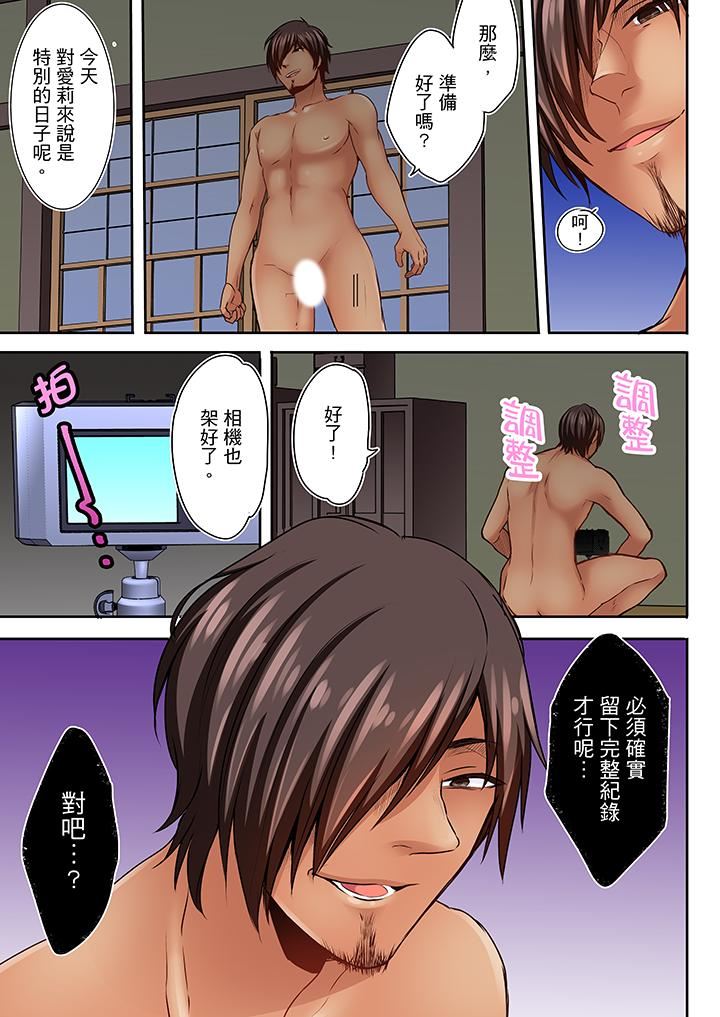 呵！
那麼，
準備
好了嗎？
今天
對愛莉來說是
特別的日子呢。
調整
調整
好了！
相機也
架好了。
拍
必須確實
留下完整紀錄
才行呢…
對吧…？